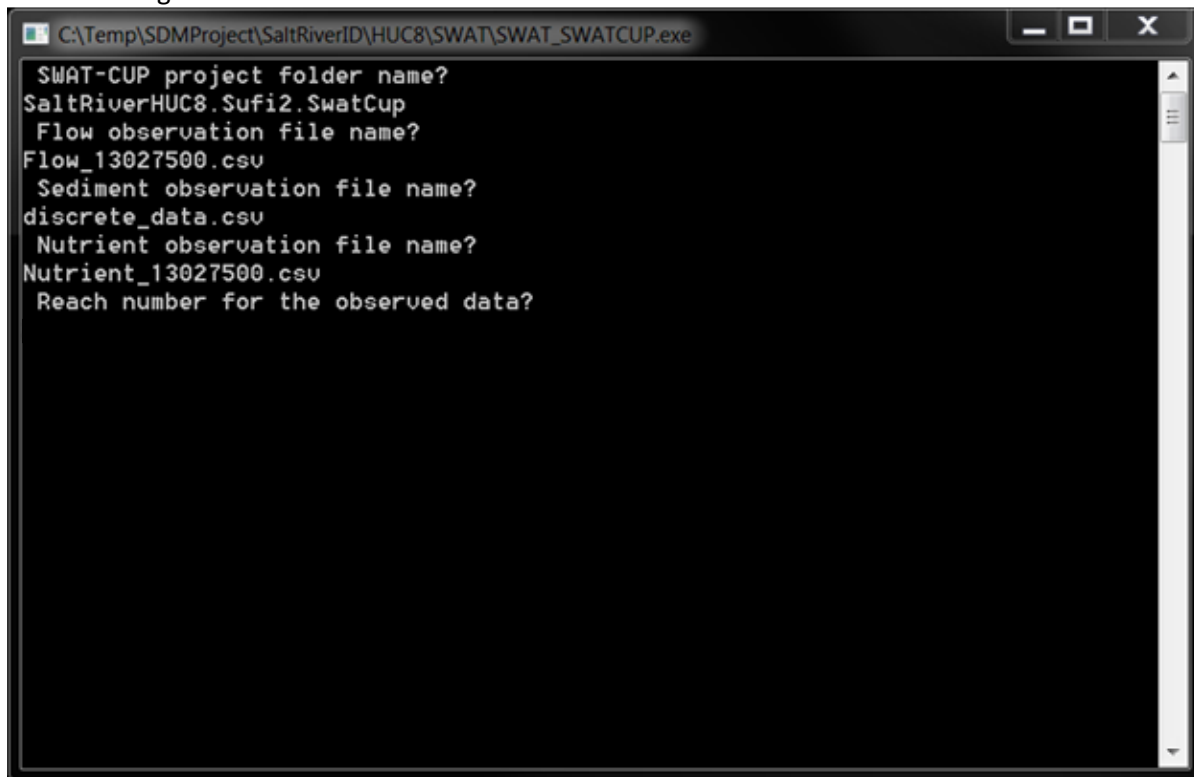 C:\Temp\SDMProject\SaltRiverID\HUC8\SWAT\SWAT_SWATCUP.exe
SWAT-CUP project folder name?
SaltRiverHUC8.Sufi2.SwatCup
Flow observation file name?
Flow_13027500.csv
Sediment observation file name?
discrete_data.csv
Nutrient observation file name?
Nutrient_13027500.csv
Reach number for the observed data?